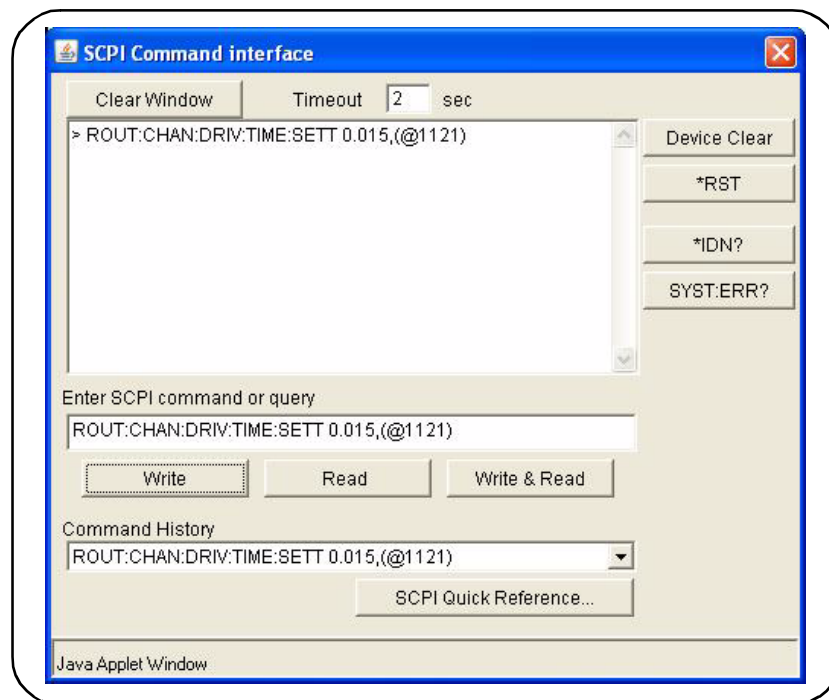 SCPI Command interface
Clear Window Timeout 2 sec
> ROUT:CHAN:DRIV:TIME:SETT 0.015,(@1121)
Device Clear
*RST
*IDN?
SYST:ERR?
Enter SCPI command or query
ROUT:CHAN:DRIV:TIME:SETT 0.015,(@1121)
Write Read Write & Read
Command History
ROUT:CHAN:DRIV:TIME:SETT 0.015,(@1121)
SCPI Quick Reference...
Java Applet Window